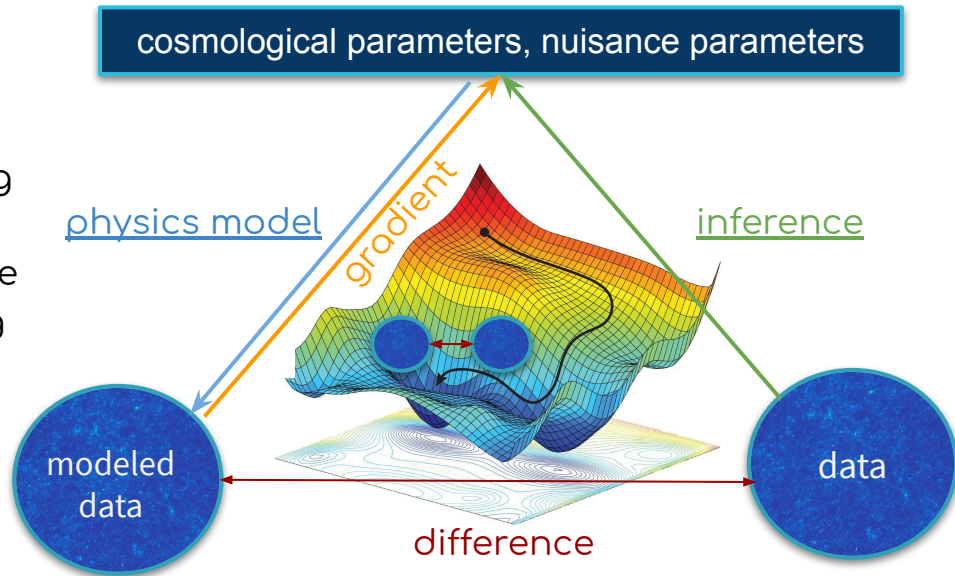 cosmological parameters, nuisance parameters
g
physics model
gradient
inference
e
g
modeled
data
data
difference